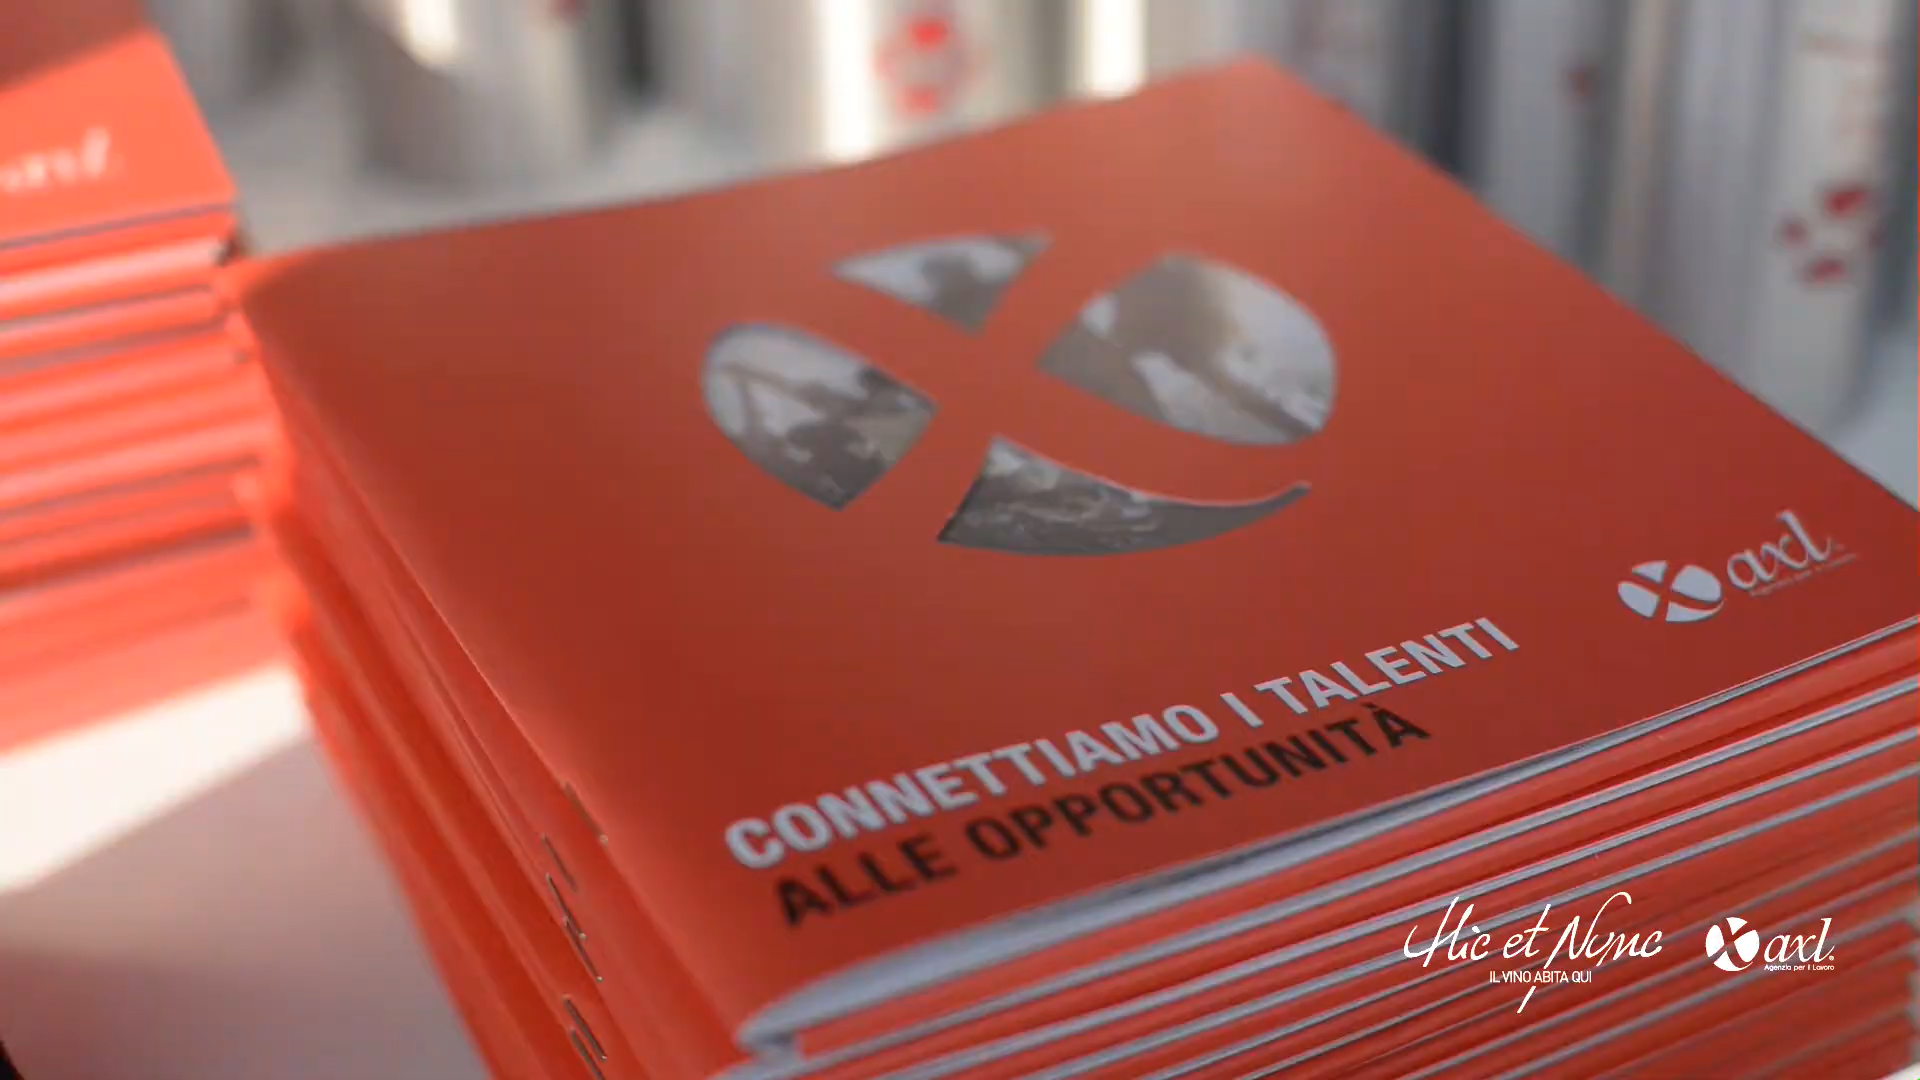 axl
CONNETTIAMO I TALENTI
ALLE OPPORTUNITÀ
Hic et Nunc
IL VINO ABITA QUI
axl.
Agenzia per il Lavoro